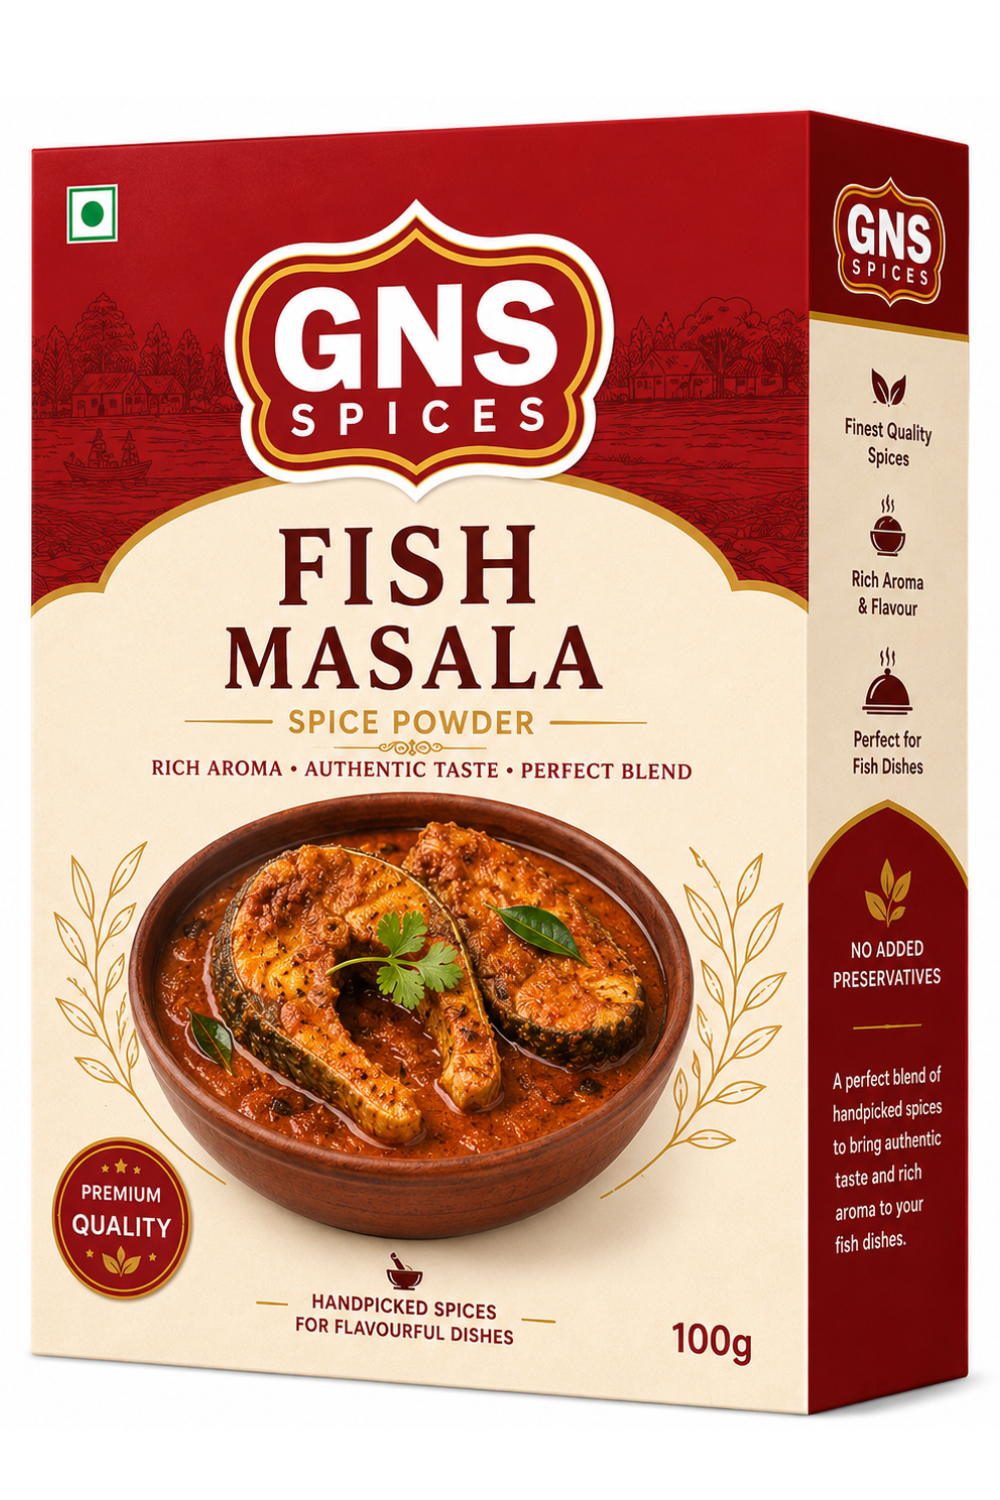 GNS
SPICES
FISH
MASALA
SPICE POWDER
RICH AROMA • AUTHENTIC TASTE • PERFECT BLEND
PREMIUM
QUALITY
HANDPICKED SPICES
FOR FLAVOURFUL DISHES
100g
GNS
SPICES
Finest Quality
Spices
Rich Aroma
& Flavour
Perfect for
Fish Dishes
NO ADDED
PRESERVATIVES
A perfect blend of
handpicked spices
to bring authentic
taste and rich
aroma to your
fish dishes.